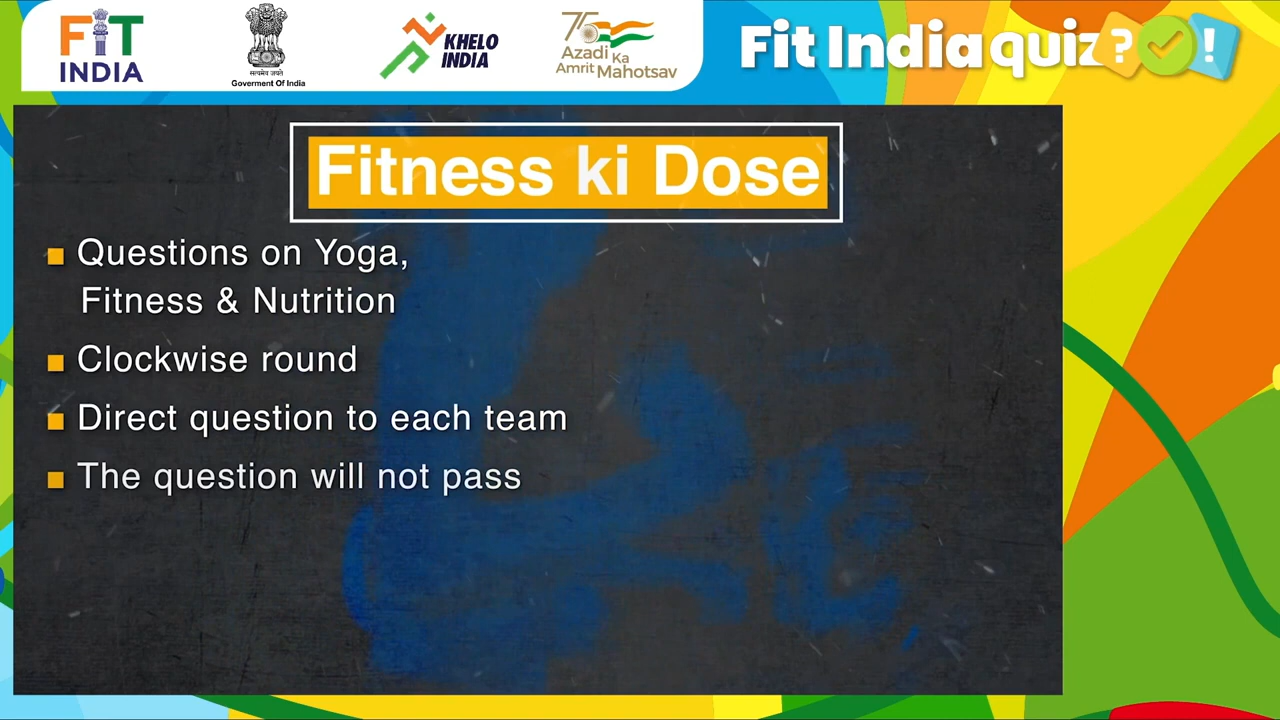 FIT
INDIA
सत्यमेव जयते
Goverment Of India
KHELO
INDIA
75
Azadi Ka
Amrit Mahotsav
Fit India quiz ? !
Fitness ki Dose
Questions on Yoga,
Fitness & Nutrition
Clockwise round
Direct question to each team
The question will not pass